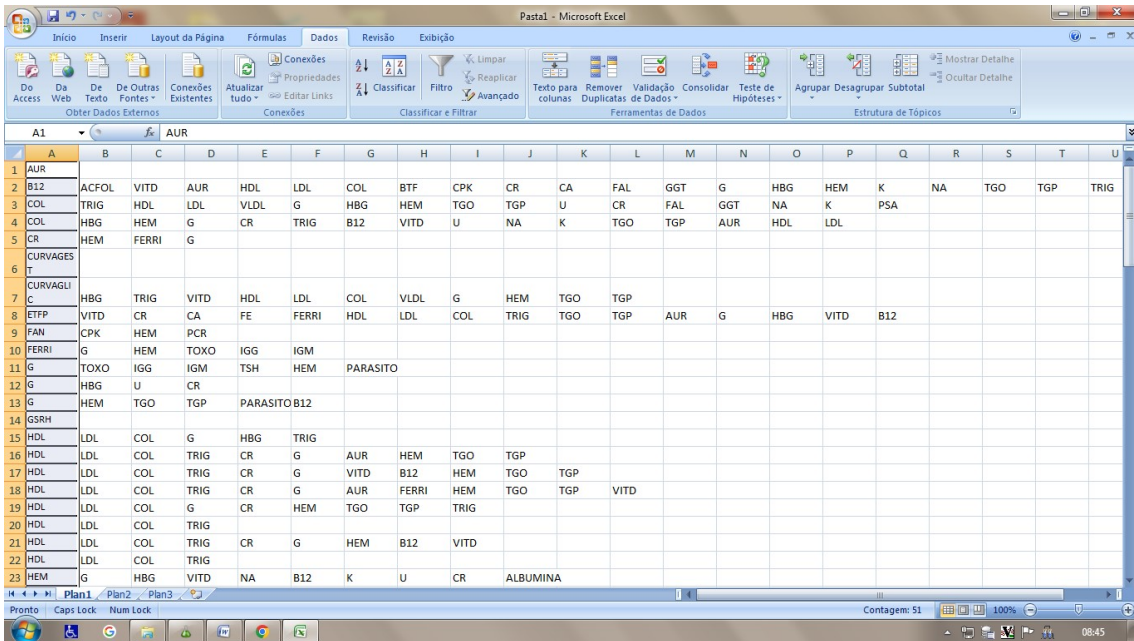 Pasta1 - Microsoft Excel
Início Inserir Layout da Página Fórmulas Dados Revisão Exibição
Do Access Da Web De Texto De Outras Fontes Conexões Existentes
Obter Dados Externos
Atualizar tudo Conexões Propriedades Editar Links
Conexões
Classificar Filtro Limpar Reaplicar Avançado
Classificar e Filtrar
Texto para colunas Remover Duplicatas Validação de Dados Consolidar Teste de Hipóteses
Ferramentas de Dados
Agrupar Desagrupar Subtotal Mostrar Detalhe Ocultar Detalhe
Estrutura de Tópicos
A1 fx AUR
A B C D E F G H I J K L M N O P Q R S T U
1 AUR
2 B12 ACFOL VITD AUR HDL LDL COL BTF CPK CR CA FAL GGT G HBG HEM K NA TGO TGP TRIG
3 COL TRIG HDL LDL VLDL G HBG HEM TGO TGP U CR FAL GGT NA K PSA
4 COL HBG HEM G CR TRIG B12 VITD U NA K TGO TGP AUR HDL LDL
5 CR HEM FERRI G
6 CURVAGES
T
7 CURVAGLI
C HBG TRIG VITD HDL LDL COL VLDL G HEM TGO TGP
8 ETFP VITD CR CA FE FERRI HDL LDL COL TRIG TGO TGP AUR G HBG VITD B12
9 FAN CPK HEM PCR
10 FERRI G HEM TOXO IGG IGM
11 G TOXO IGG IGM TSH HEM PARASITO
12 G HBG U CR
13 G HEM TGO TGP PARASITO B12
14 GSRH
15 HDL LDL COL G HBG TRIG
16 HDL LDL COL TRIG CR G AUR HEM TGO TGP
17 HDL LDL COL TRIG CR G VITD B12 HEM TGO TGP
18 HDL LDL COL TRIG CR G AUR FERRI HEM TGO TGP VITD
19 HDL LDL COL G CR HEM TGO TGP TRIG
20 HDL LDL COL TRIG
21 HDL LDL COL TRIG CR G HEM B12 VITD
22 HDL LDL COL TRIG
23 HEM G HBG VITD NA B12 K U CR ALBUMINA
Plan1 Plan2 Plan3
Pronto Caps Lock Num Lock Contagem: 51 100%
08:45